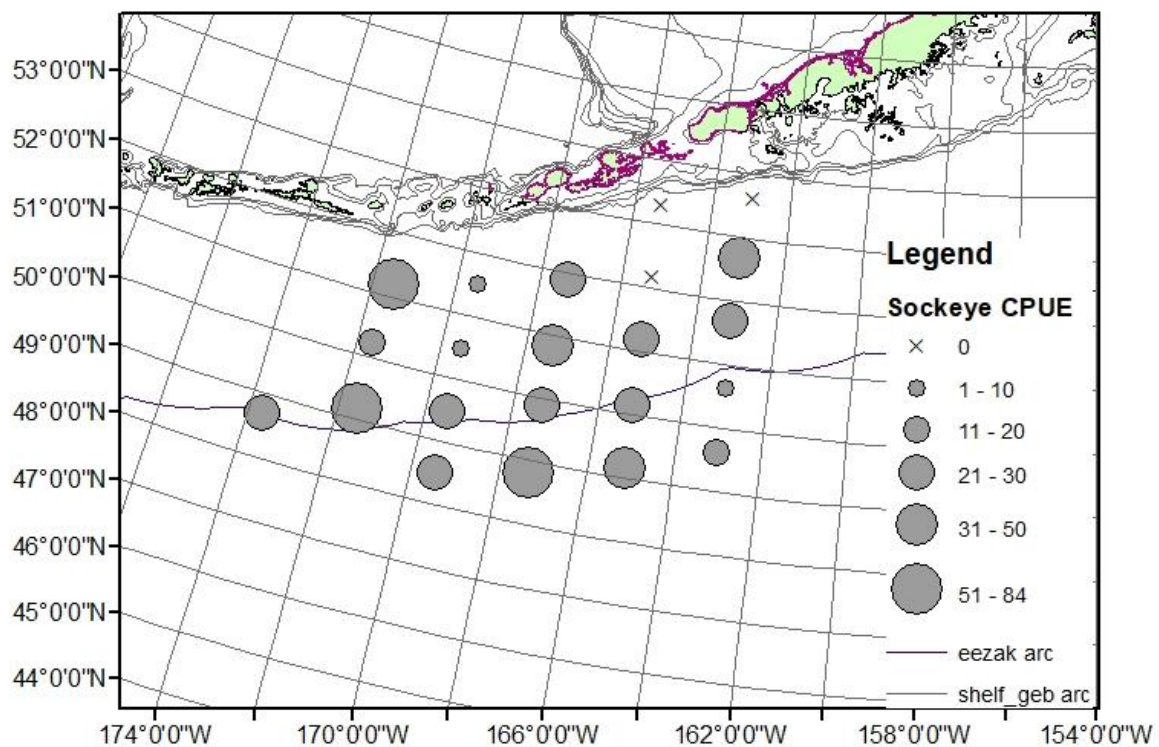 53°0'0"N
52°0'0"N
51°0'0"N
50°0'0"N
49°0'0"N
48°0'0"N
47°0'0"N
46°0'0"N
45°0'0"N
44°0'0"N
174°0'0"W 170°0'0"W 166°0'0"W 162°0'0"W 158°0'0"W 154°0'0"W
Legend
Sockeye CPUE
0
1 - 10
11 - 20
21 - 30
31 - 50
51 - 84
eezak arc
shelf_geb arc